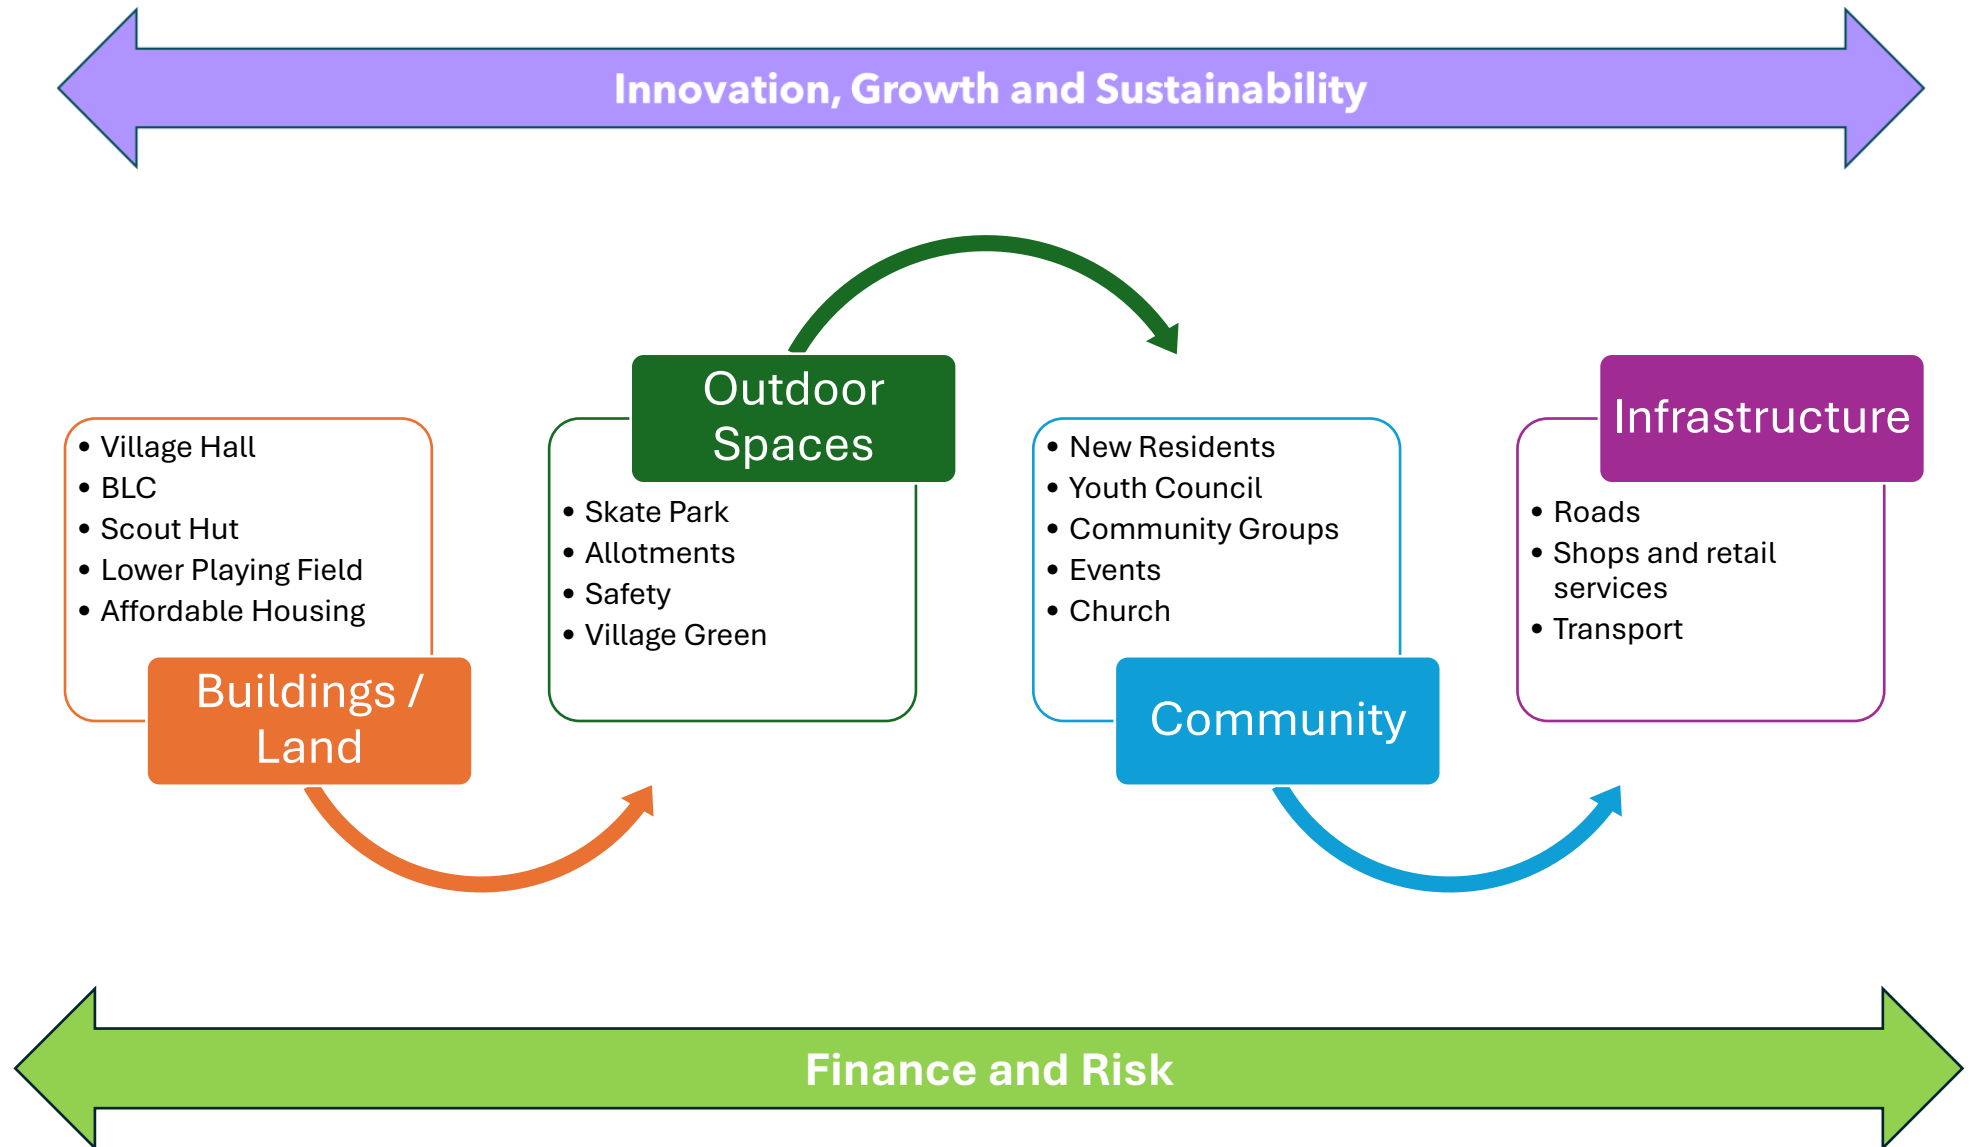 Innovation, Growth and Sustainability
• Village Hall
• BLC
• Scout Hut
• Lower Playing Field
• Affordable Housing
Buildings /
Land
Outdoor
Spaces
• Skate Park
• Allotments
• Safety
• Village Green
• New Residents
• Youth Council
• Community Groups
• Events
• Church
Community
Infrastructure
• Roads
• Shops and retail
services
• Transport
Finance and Risk